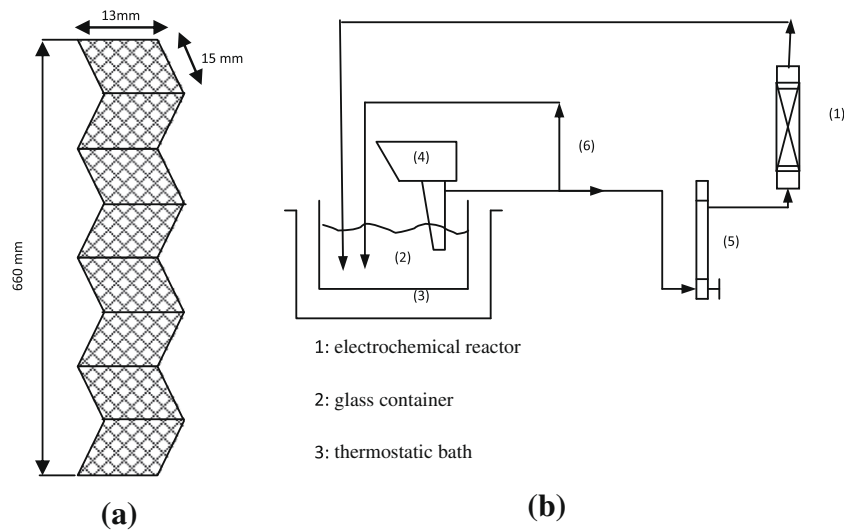 13mm
15 mm
660 mm
(a)
(1)
(4)
(6)
(2)
(5)
(3)
1: electrochemical reactor
2: glass container
3: thermostatic bath
(b)